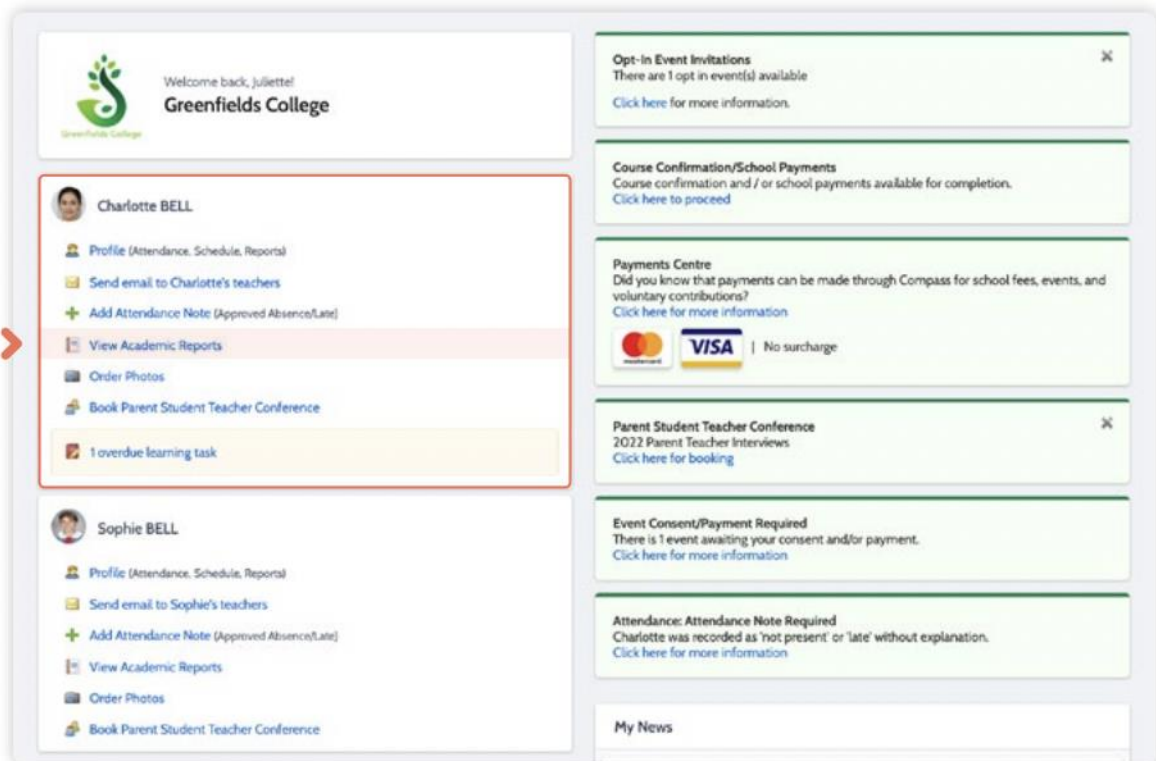 Greenfields College
Welcome back, Juliette!
Greenfields College
Charlotte BELL
Profile (Attendance, Schedule, Reports)
Send email to Charlotte's teachers
Add Attendance Note (Approved Absence/Late)
View Academic Reports
Order Photos
Book Parent Student Teacher Conference
1 overdue learning task
Sophie BELL
Profile (Attendance, Schedule, Reports)
Send email to Sophie's teachers
Add Attendance Note (Approved Absence/Late)
View Academic Reports
Order Photos
Book Parent Student Teacher Conference
Opt-In Event Invitations
There are 1 opt in event(s) available
Click here for more information.
Course Confirmation/School Payments
Course confirmation and / or school payments available for completion.
Click here to proceed
Payments Centre
Did you know that payments can be made through Compass for school fees, events, and
voluntary contributions?
Click here for more information
mastercard VISA | No surcharge
Parent Student Teacher Conference
2022 Parent Teacher Interviews
Click here for booking
Event Consent/Payment Required
There is 1 event awaiting your consent and/or payment.
Click here for more information
Attendance: Attendance Note Required
Charlotte was recorded as 'not present' or 'late' without explanation.
Click here for more information
My News